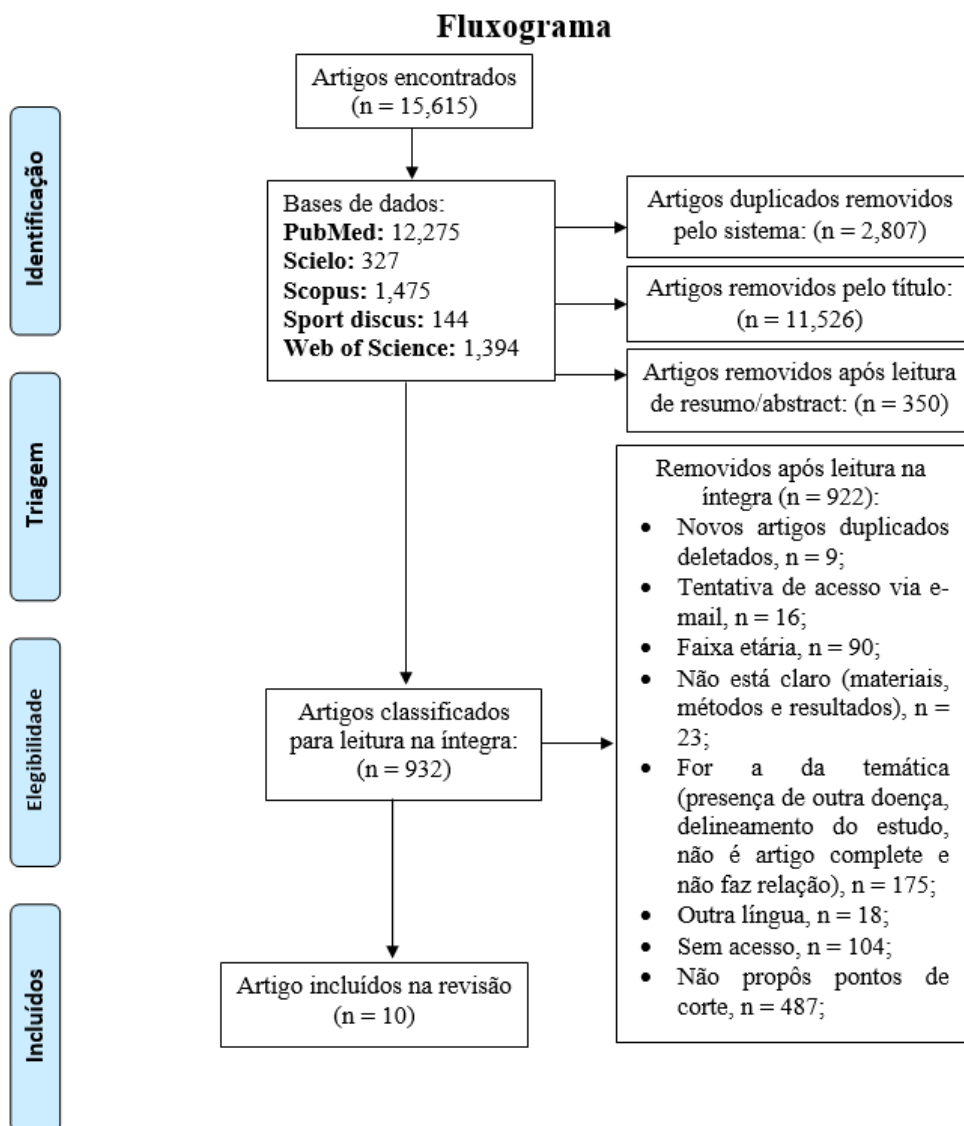 Fluxograma
Artigos encontrados
(n = 15,615)
Identificação
Bases de dados:
PubMed: 12,275
Scielo: 327
Scopus: 1,475
Sport discus: 144
Web of Science: 1,394
Artigos duplicados removidos
pelo sistema: (n = 2,807)
Artigos removidos pelo título:
(n = 11,526)
Artigos removidos após leitura
de resumo/abstract: (n = 350)
Triagem
Removidos após leitura na
íntegra (n = 922):
• Novos artigos duplicados
deletados, n = 9;
• Tentativa de acesso via e-
mail, n = 16;
• Faixa etária, n = 90;
• Não está claro (materiais,
métodos e resultados), n =
23;
• For a da temática
(presença de outra doença,
delineamento do estudo,
não é artigo complete e
não faz relação), n = 175;
• Outra língua, n = 18;
• Sem acesso, n = 104;
• Não propôs pontos de
corte, n = 487;
Elegibilidade
Artigos classificados
para leitura na íntegra:
(n = 932)
Incluídos
Artigo incluídos na revisão
(n = 10)